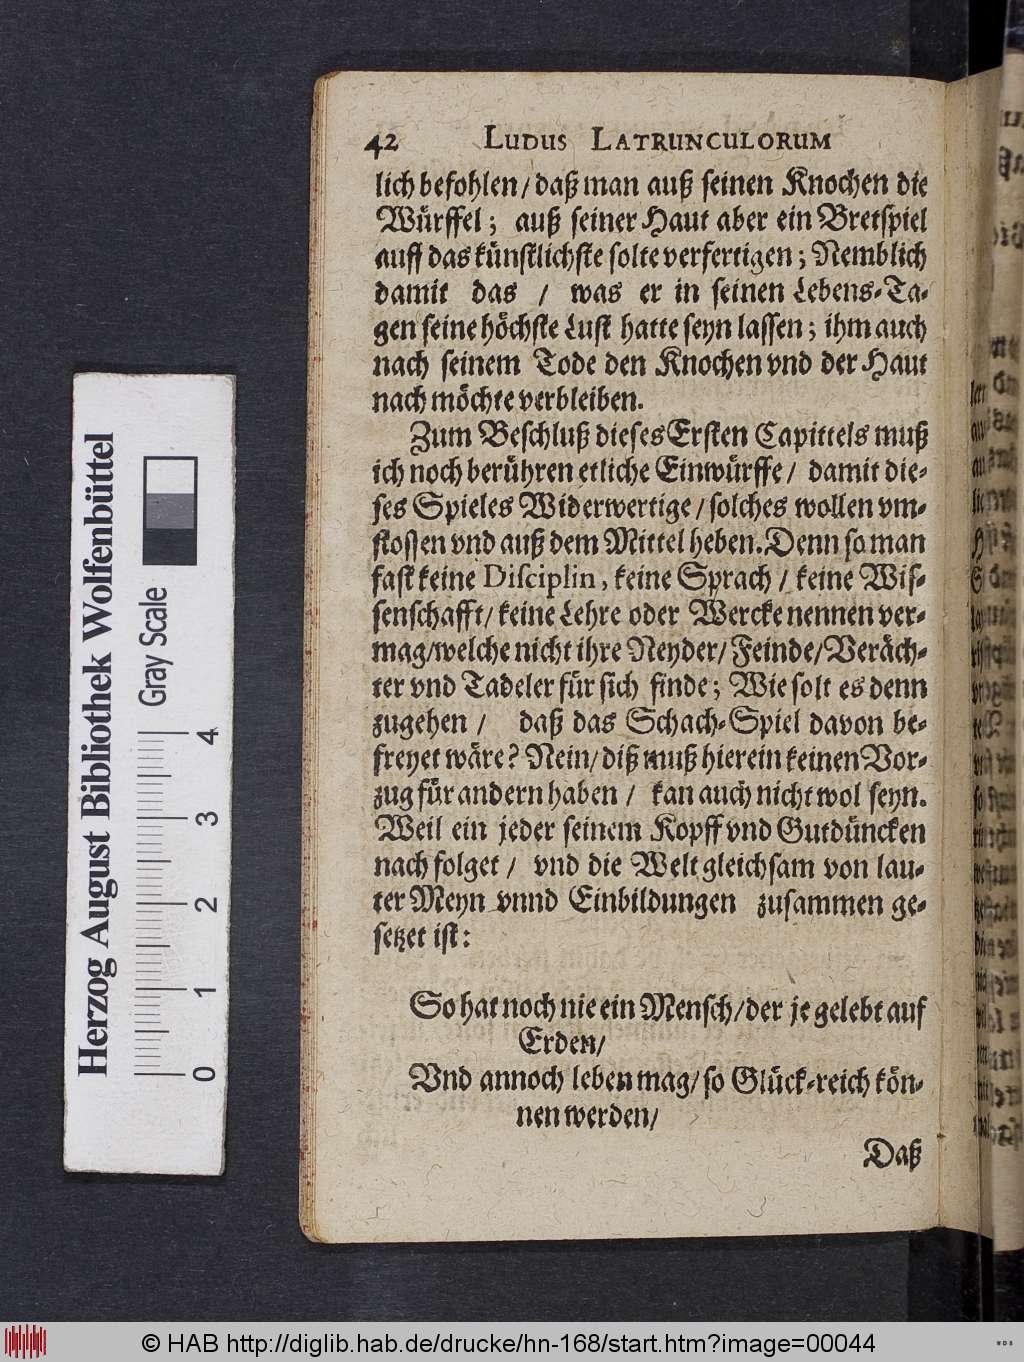 42 LUDUS LATRUNCULORUM
lich befohlen/ daß man auß seinen Knochen die
Würffel; auß seiner Haut aber ein Bretspiel
auff das künstlichste solte verfertigen; Nemblich
damit das / was er in seinen Lebens-Ta-
gen seine höchste Lust hatte seyn lassen; ihm auch
nach seinem Tode den Knochen vnd der Haut
nach möchte verbleiben.
Zum Beschluß dieses Ersten Capittels muß
ich noch berühren etliche Einwürffe/ damit die-
ses Spieles Widerwertige/ solches wollen vm-
stossen vnd auß dem Mittel heben. Denn so man
fast keine Disciplin, keine Sprach/ keine Wis-
senschafft/ keine Lehre oder Wercke nennen ver-
mag/welche nicht ihre Neyder/ Feinde/ Veräch-
ter vnd Tadeler für sich finde; Wie solt es denn
zugehen / daß das Schach-Spiel davon be-
freyet wäre? Nein/ diß muß hierein keinen Vor-
zug für andern haben / kan auch nicht wol seyn.
Weil ein jeder seinem Kopff vnd Gutdüncken
nach folget / vnd die Welt gleichsam von lau-
ter Meyn vnnd Einbildungen zusammen ge-
setzet ist:
So hat noch nie ein Mensch/der je gelebt auf
Erden/
Vnd annoch leben mag/ so Glück-reich kön-
nen werden/
Daß
Herzog August Bibliothek Wolfenbüttel
Gray Scale
0 1 2 3 4
© HAB http://diglib.hab.de/drucke/hn-168/start.htm?image=00044